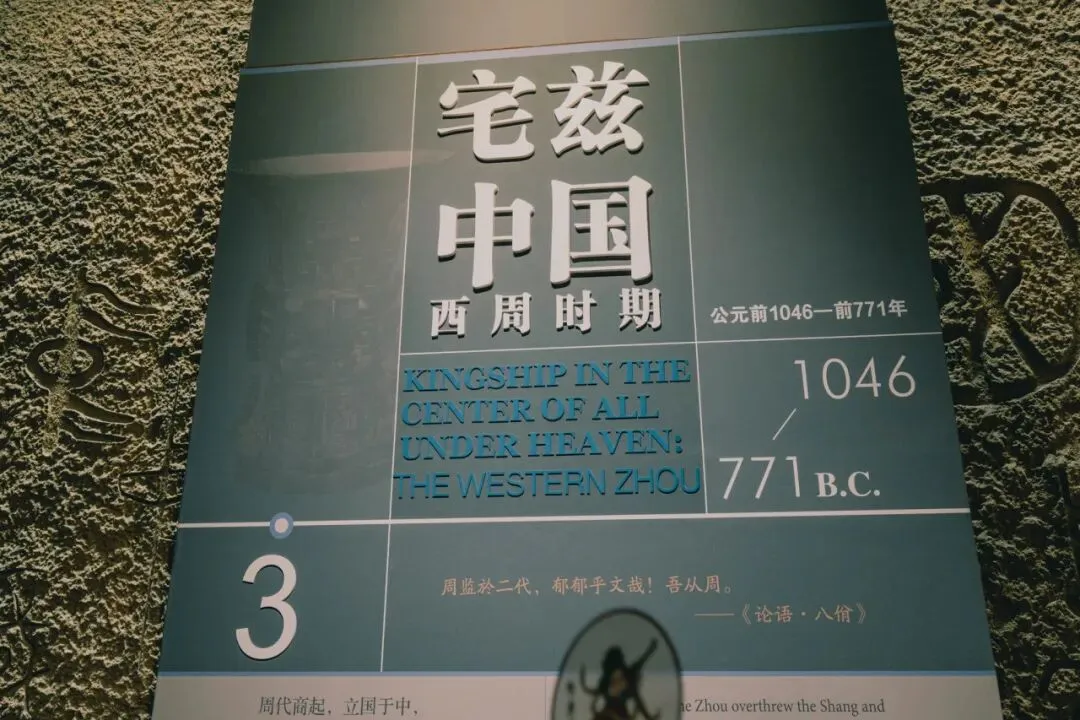 宅兹
中国
西周时期
公元前1046—前771年
KINGSHIP IN THE
CENTER OF ALL
UNDER HEAVEN:
THE WESTERN ZHOU
1046
771 B.C.
3
周监於二代，郁郁乎文哉！吾从周。
——《论语·八佾》
周代商起，立国于中，
Zhou overthrew the Shang and